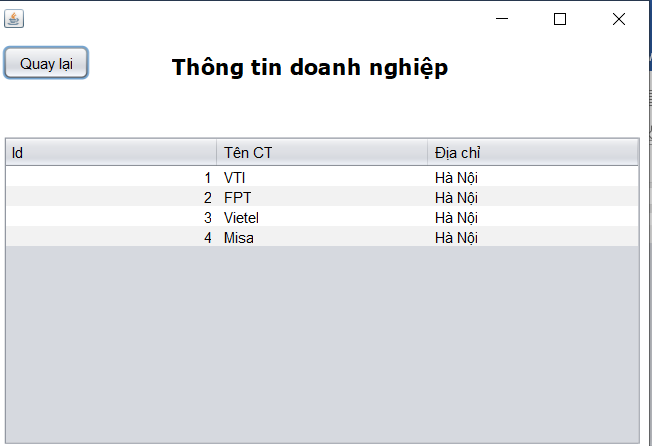 Quay lại
Thông tin doanh nghiệp
Id Tên CT Địa chỉ
1 VTI Hà Nội
2 FPT Hà Nội
3 Vietel Hà Nội
4 Misa Hà Nội